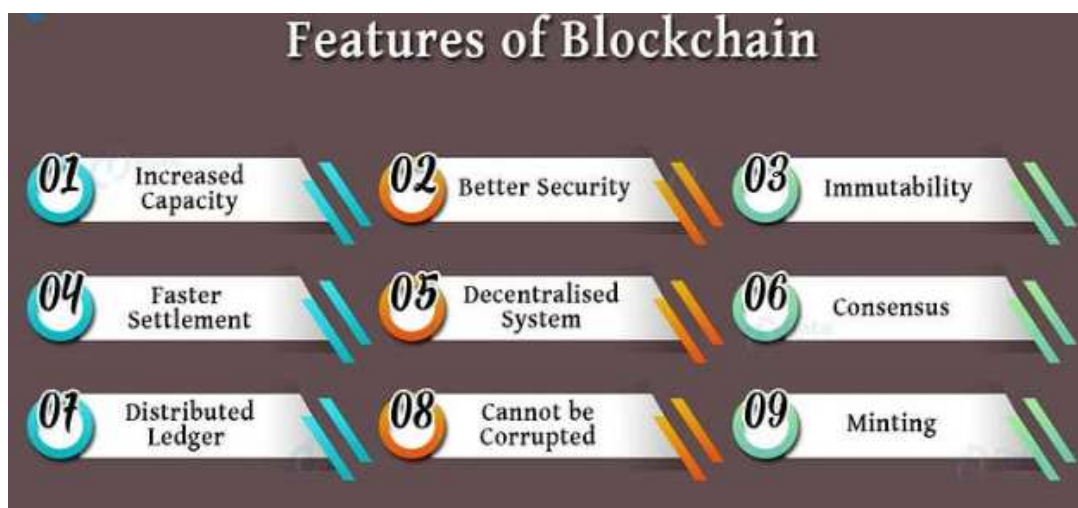 Features of Blockchain
01
Increased
Capacity
02
Better Security
03
Immutability
04
Faster
Settlement
05
Decentralised
System
06
Consensus
07
Distributed
Ledger
08
Cannot be
Corrupted
09
Minting